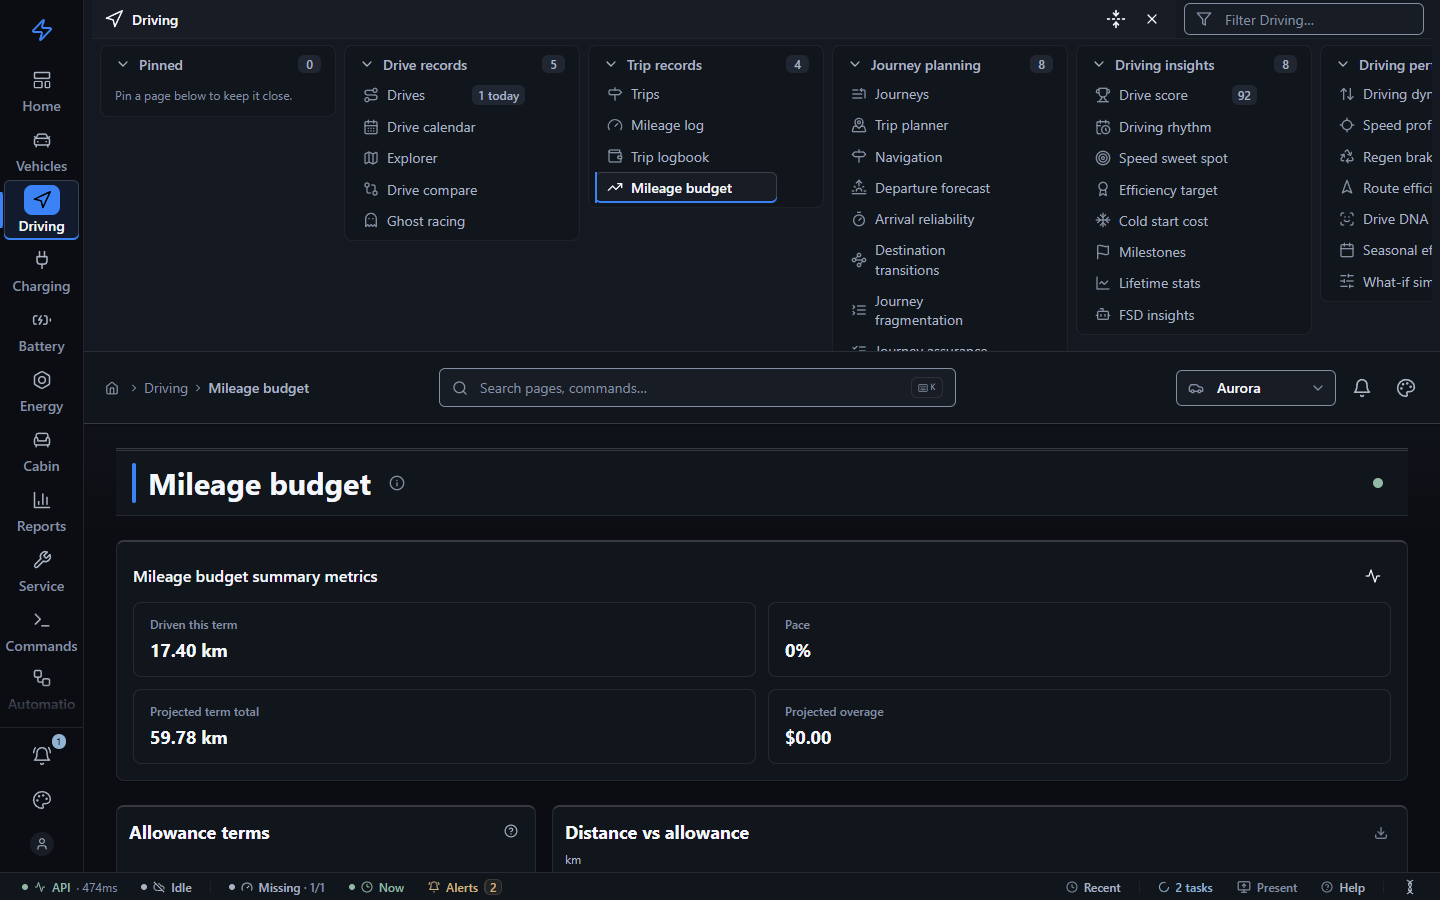 Driving
Filter Driving...
Home
Vehicles
Driving
Charging
Battery
Energy
Cabin
Reports
Service
Commands
Automatio
1
Pinned
0
Pin a page below to keep it close.
Drive records
5
Drives
1 today
Drive calendar
Explorer
Drive compare
Ghost racing
Trip records
4
Trips
Mileage log
Trip logbook
Mileage budget
Journey planning
8
Journeys
Trip planner
Navigation
Departure forecast
Arrival reliability
Destination
transitions
Journey
fragmentation
Journey assurance
Driving insights
8
Drive score
92
Driving rhythm
Speed sweet spot
Efficiency target
Cold start cost
Milestones
Lifetime stats
FSD insights
Driving per
Driving dyn
Speed prof
Regen brak
Route effici
Drive DNA
Seasonal ef
What-if sim
Driving
Mileage budget
Search pages, commands...
K
Aurora
Mileage budget
Mileage budget summary metrics
Driven this term
17.40 km
Pace
0%
Projected term total
59.78 km
Projected overage
$0.00
Allowance terms
Distance vs allowance
km
API · 474ms
Idle
Missing · 1/1
Now
Alerts
2
Recent
2 tasks
Present
Help